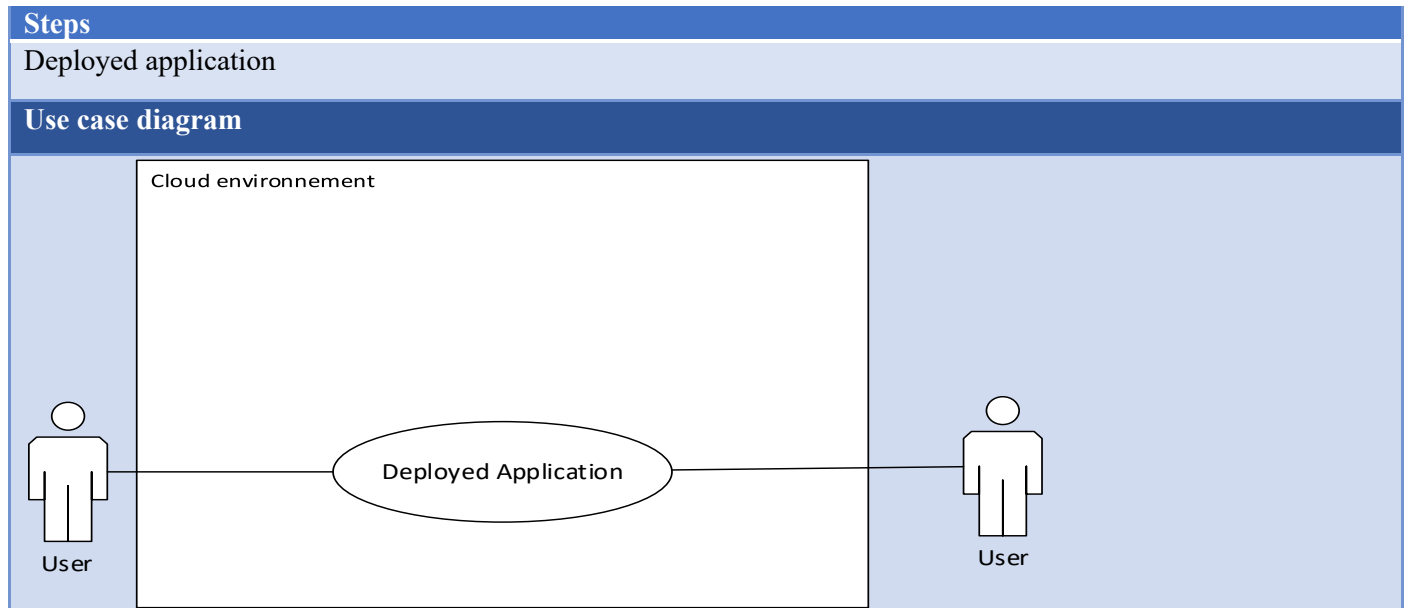 Steps
Deployed application
Use case diagram
Cloud environnement
Deployed Application
User
User